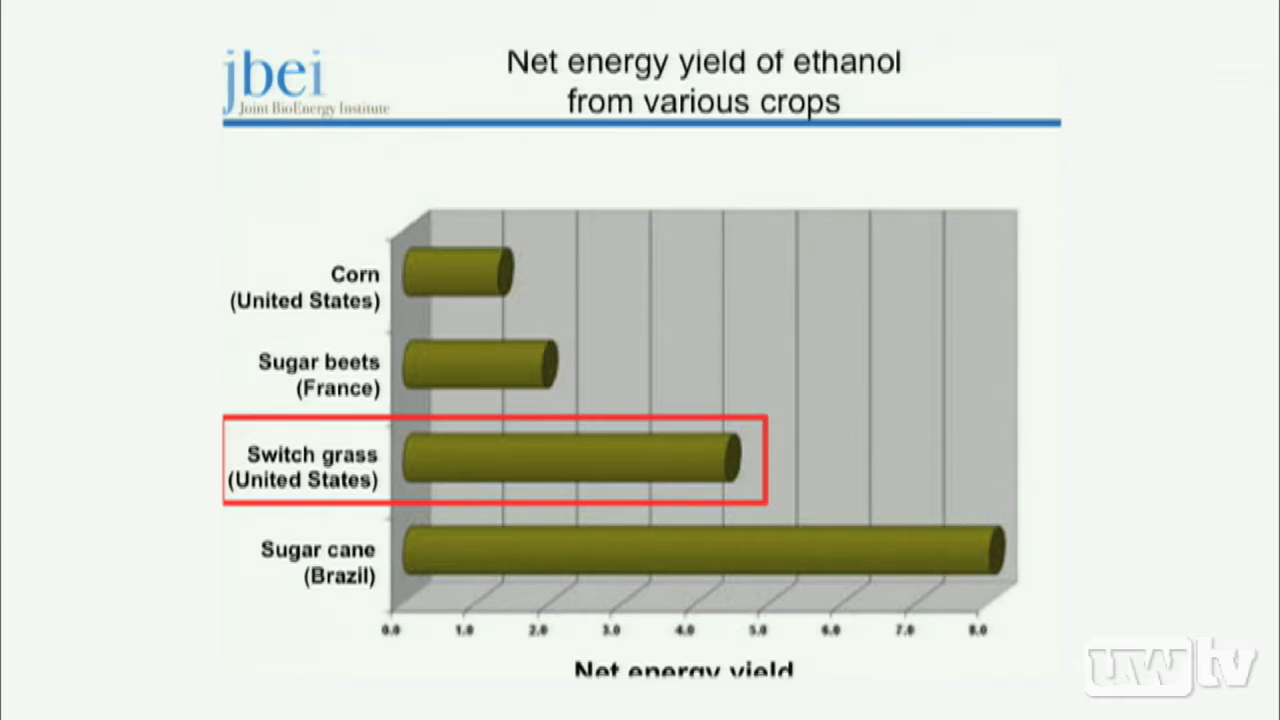 jbei
Joint BioEnergy Institute
Net energy yield of ethanol
from various crops
Corn
(United States)
Sugar beets
(France)
Switch grass
(United States)
Sugar cane
(Brazil)
0.0 1.0 2.0 3.0 4.0 5.0 6.0 7.0 8.0
Net energy yield
uwtv